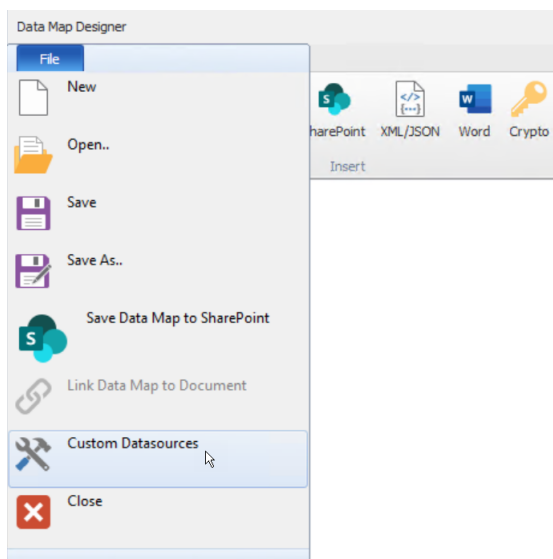 Data Map Designer
File
New
Open..
Save
Save As..
Save Data Map to SharePoint
Link Data Map to Document
Custom Datasources
Close
harePoint XML/JSON Word Crypto
Insert